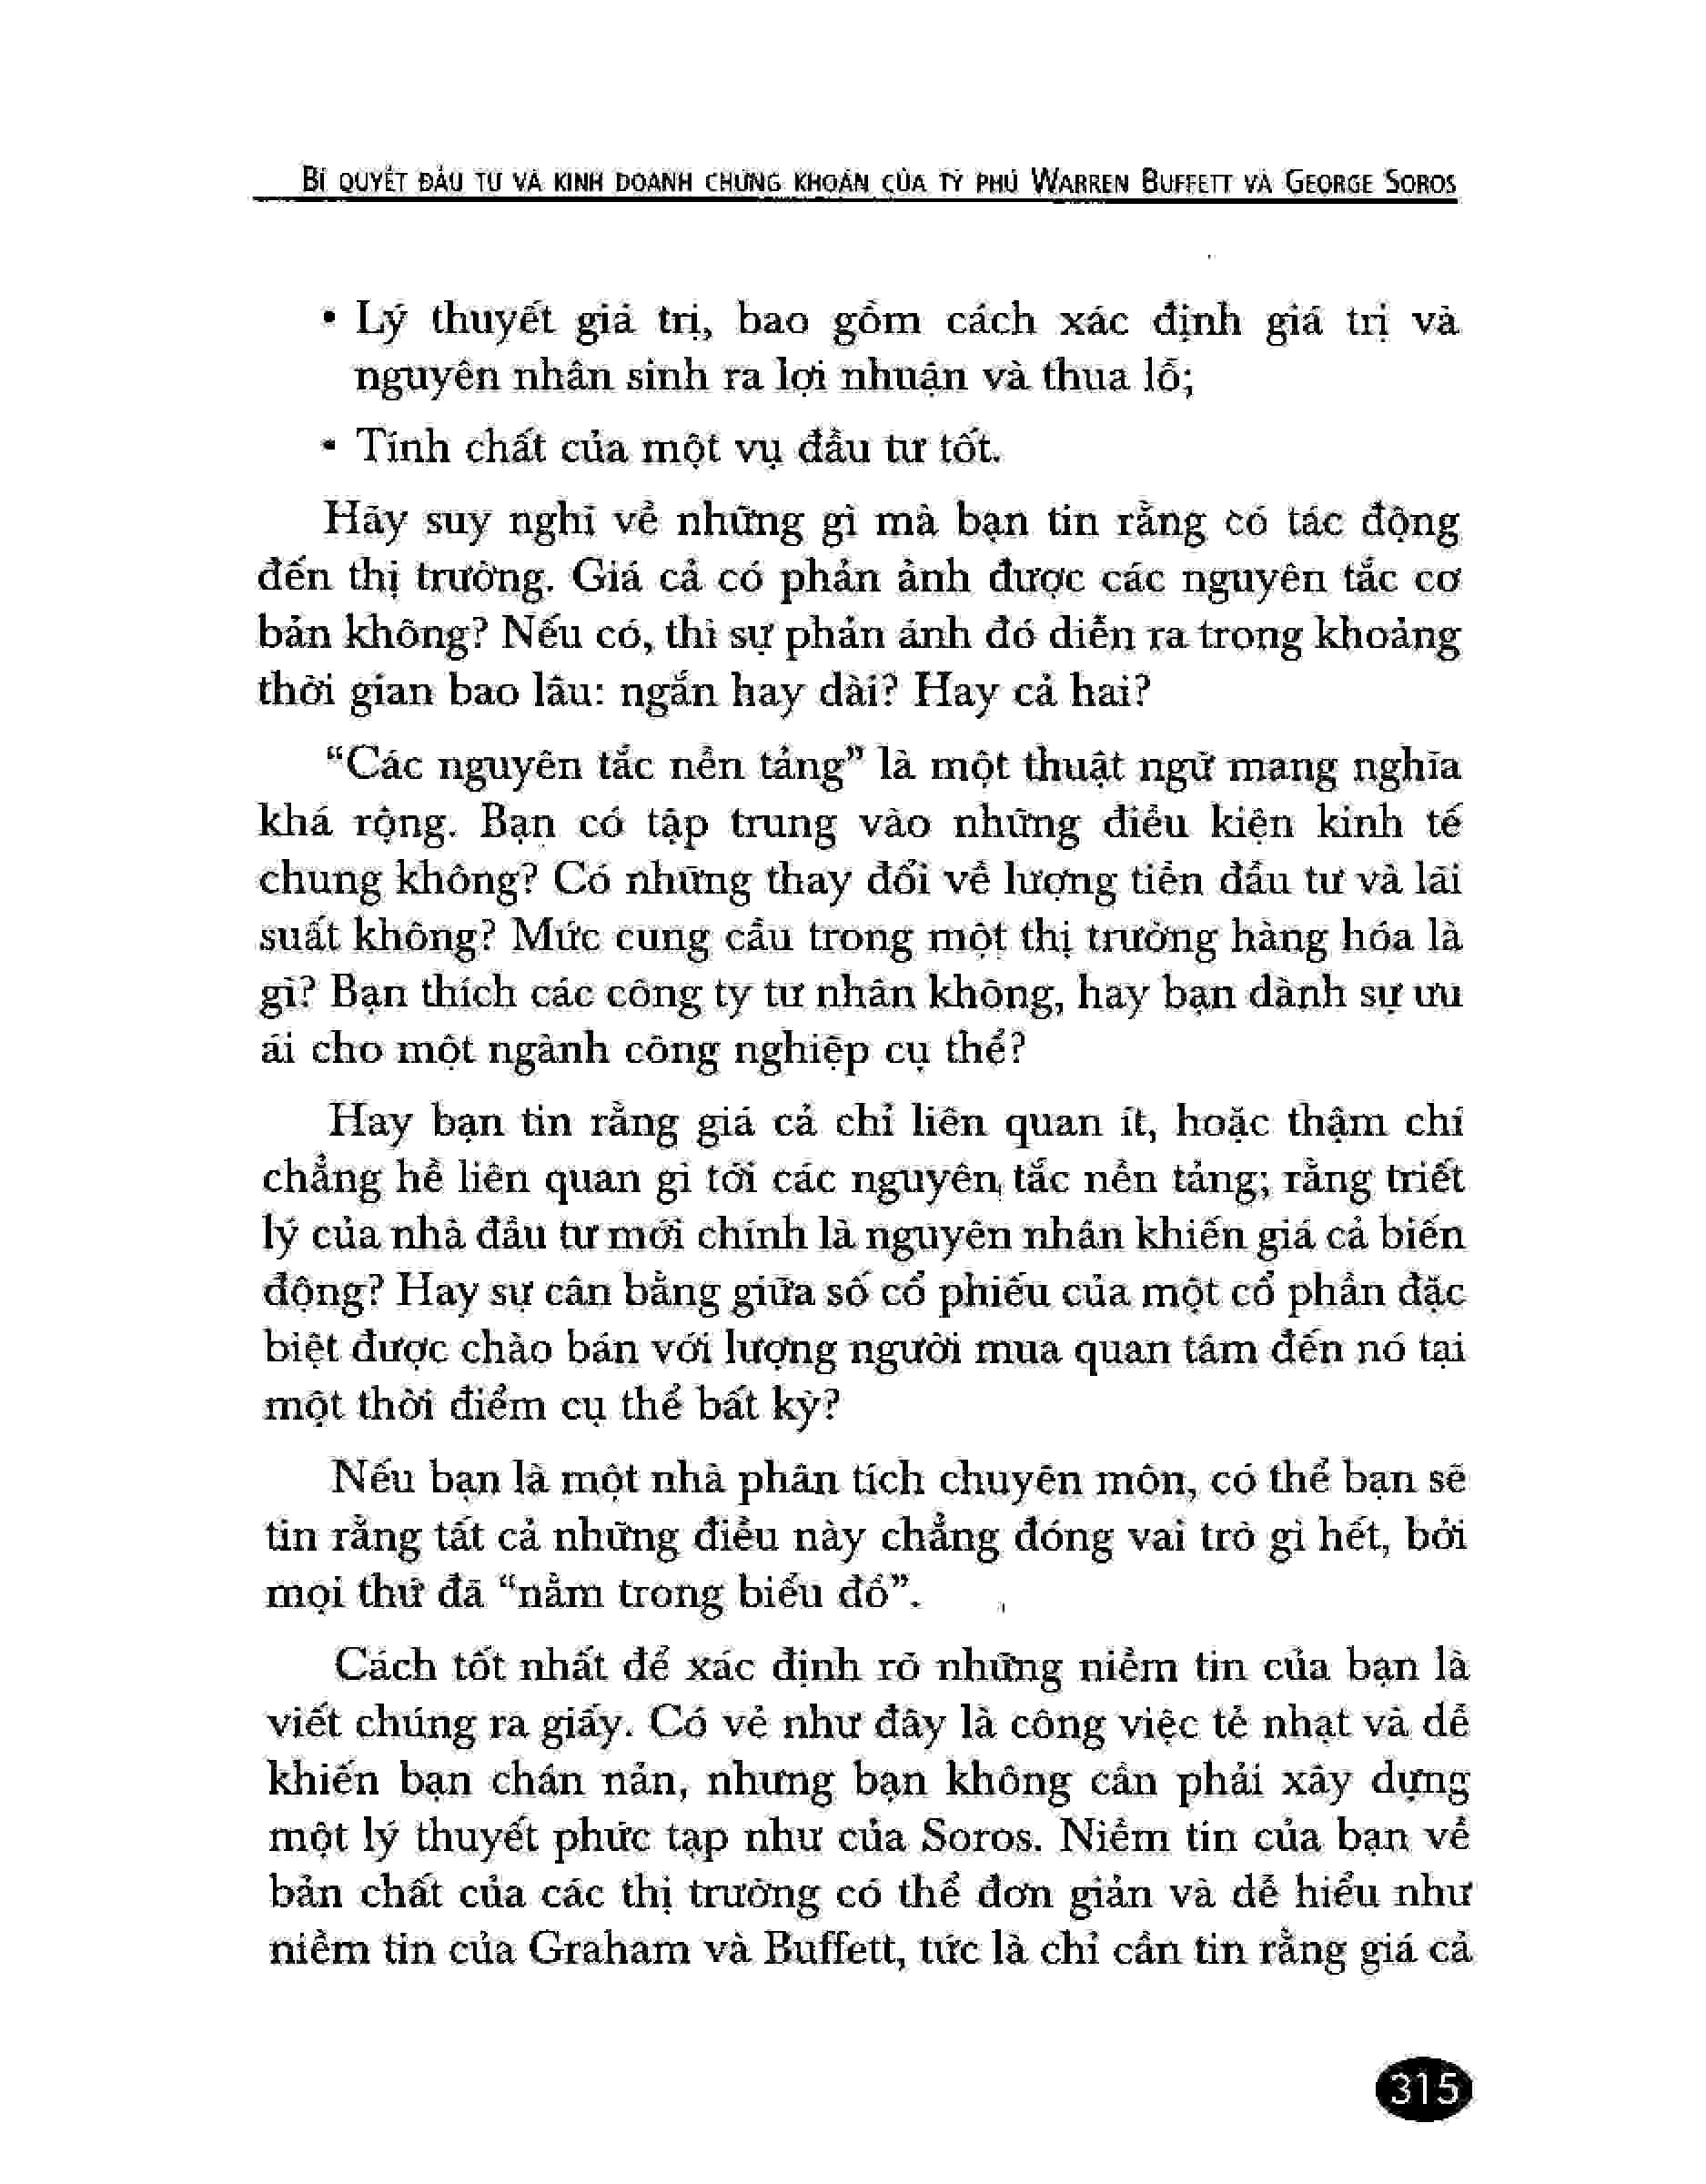 BÍ QUYẾT ĐẦU TƯ VÀ KINH DOANH CHỨNG KHOÁN CỦA TỶ PHÚ WARREN BUFFETT VÀ GEORGE SOROS
• Lý thuyết giá trị, bao gồm cách xác định giá trị và
nguyên nhân sinh ra lợi nhuận và thua lỗ;
• Tính chất của một vụ đầu tư tốt.
Hãy suy nghĩ về những gì mà bạn tin rằng có tác động
đến thị trường. Giá cả có phản ảnh được các nguyên tắc cơ
bản không? Nếu có, thì sự phản ánh đó diễn ra trong khoảng
thời gian bao lâu: ngắn hay dài? Hay cả hai?
“Các nguyên tắc nền tảng” là một thuật ngữ mang nghĩa
khá rộng. Bạn có tập trung vào những điều kiện kinh tế
chung không? Có những thay đổi về lượng tiền đầu tư và lãi
suất không? Mức cung cầu trong một thị trường hàng hóa là
gì? Bạn thích các công ty tư nhân không, hay bạn dành sự ưu
ái cho một ngành công nghiệp cụ thể?
Hay bạn tin rằng giá cả chỉ liên quan ít, hoặc thậm chí
chẳng hề liên quan gì tới các nguyên tắc nền tảng; rằng triết
lý của nhà đầu tư mới chính là nguyên nhân khiến giá cả biến
động? Hay sự cân bằng giữa số cổ phiếu của một cổ phần đặc
biệt được chào bán với lượng người mua quan tâm đến nó tại
một thời điểm cụ thể bất kỳ?
Nếu bạn là một nhà phân tích chuyên môn, có thể bạn sẽ
tin rằng tất cả những điều này chẳng đóng vai trò gì hết, bởi
mọi thứ đã “nằm trong biểu đồ”.
Cách tốt nhất để xác định rõ những niềm tin của bạn là
viết chúng ra giấy. Có vẻ như đây là công việc tẻ nhạt và dễ
khiến bạn chán nản, nhưng bạn không cần phải xây dựng
một lý thuyết phức tạp như của Soros. Niềm tin của bạn về
bản chất của các thị trường có thể đơn giản và dễ hiểu như
niềm tin của Graham và Buffett, tức là chỉ cần tin rằng giá cả
315